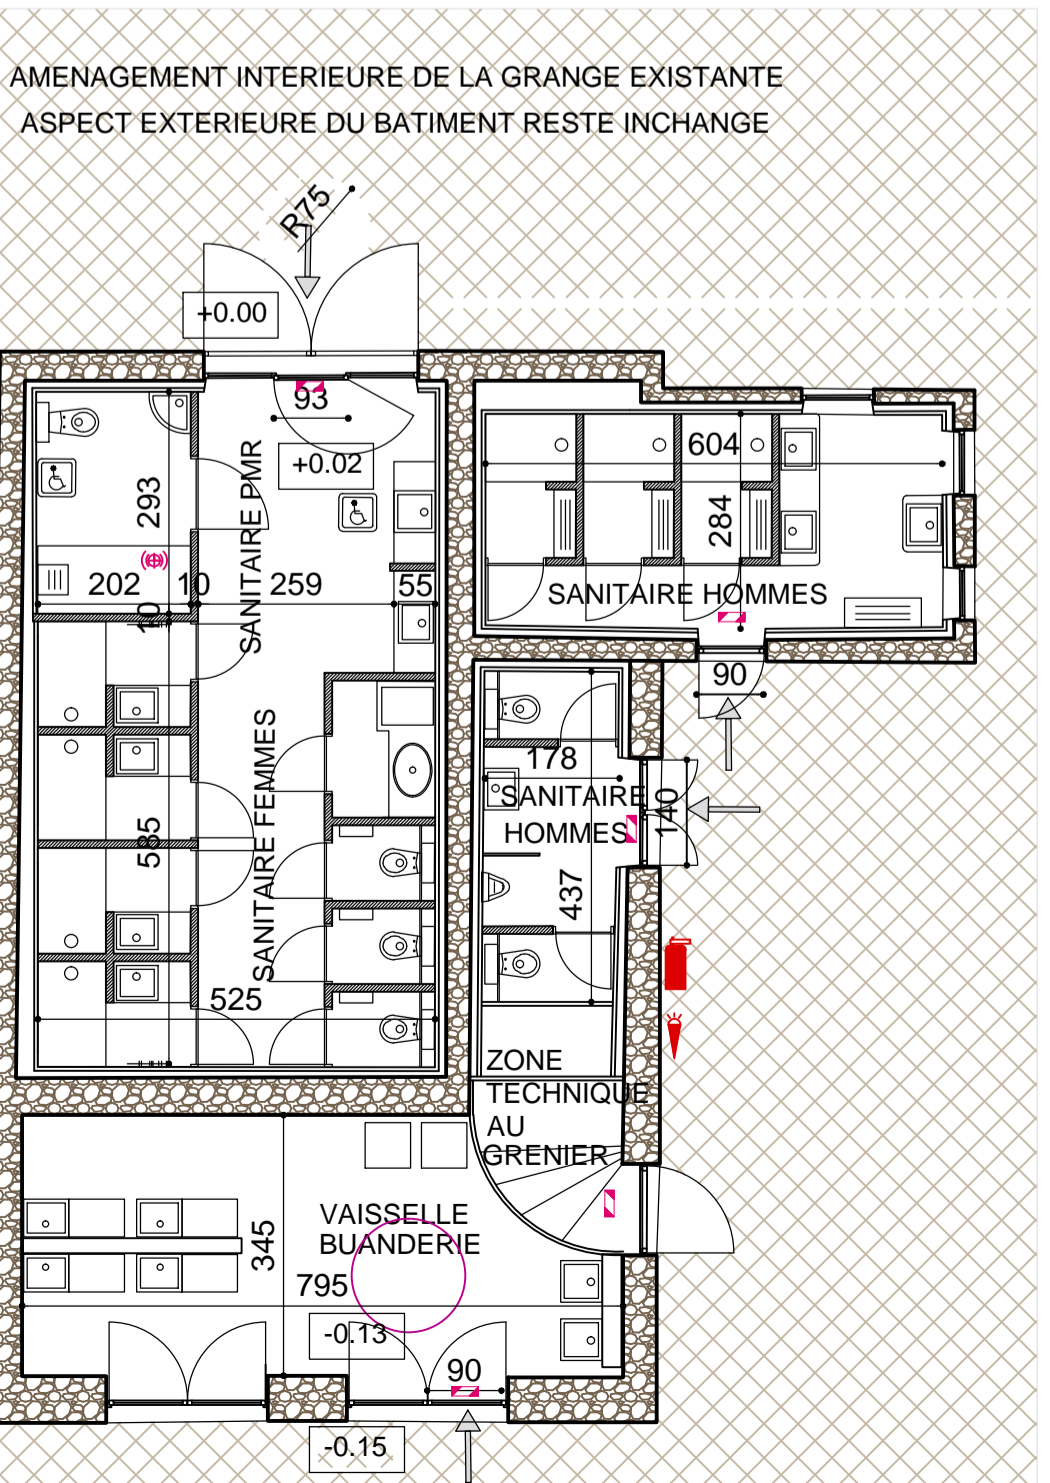 AMENAGEMENT INTERIEURE DE LA GRANGE EXISTANTE
ASPECT EXTERIEURE DU BATIMENT RESTE INCHANGE
R75
+0.00
93
+0.02
293
SANITAIRE PMR
202
10
259
55
10
604
284
SANITAIRE HOMMES
90
178
SANITAIRE
HOMMES
140
437
585
SANITAIRE FEMMES
525
ZONE
TECHNIQUE
AU
GRENIER
VAISSELLE
BUANDERIE
345
795
-0.13
90
-0.15